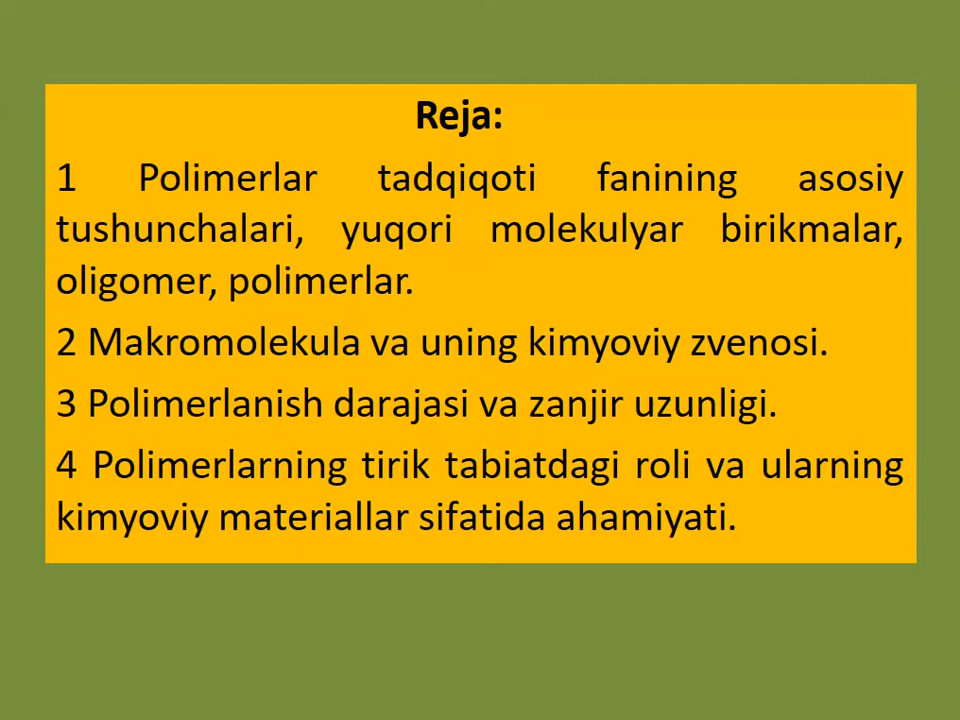 Reja:
1 Polimerlar tadqiqoti fanining asosiy
tushunchalari, yuqori molekulyar birikmalar,
oligomer, polimerlar.
2 Makromolekula va uning kimyoviy zvenosi.
3 Polimerlanish darajasi va zanjir uzunligi.
4 Polimerlarning tirik tabiatdagi roli va ularning
kimyoviy materiallar sifatida ahamiyati.